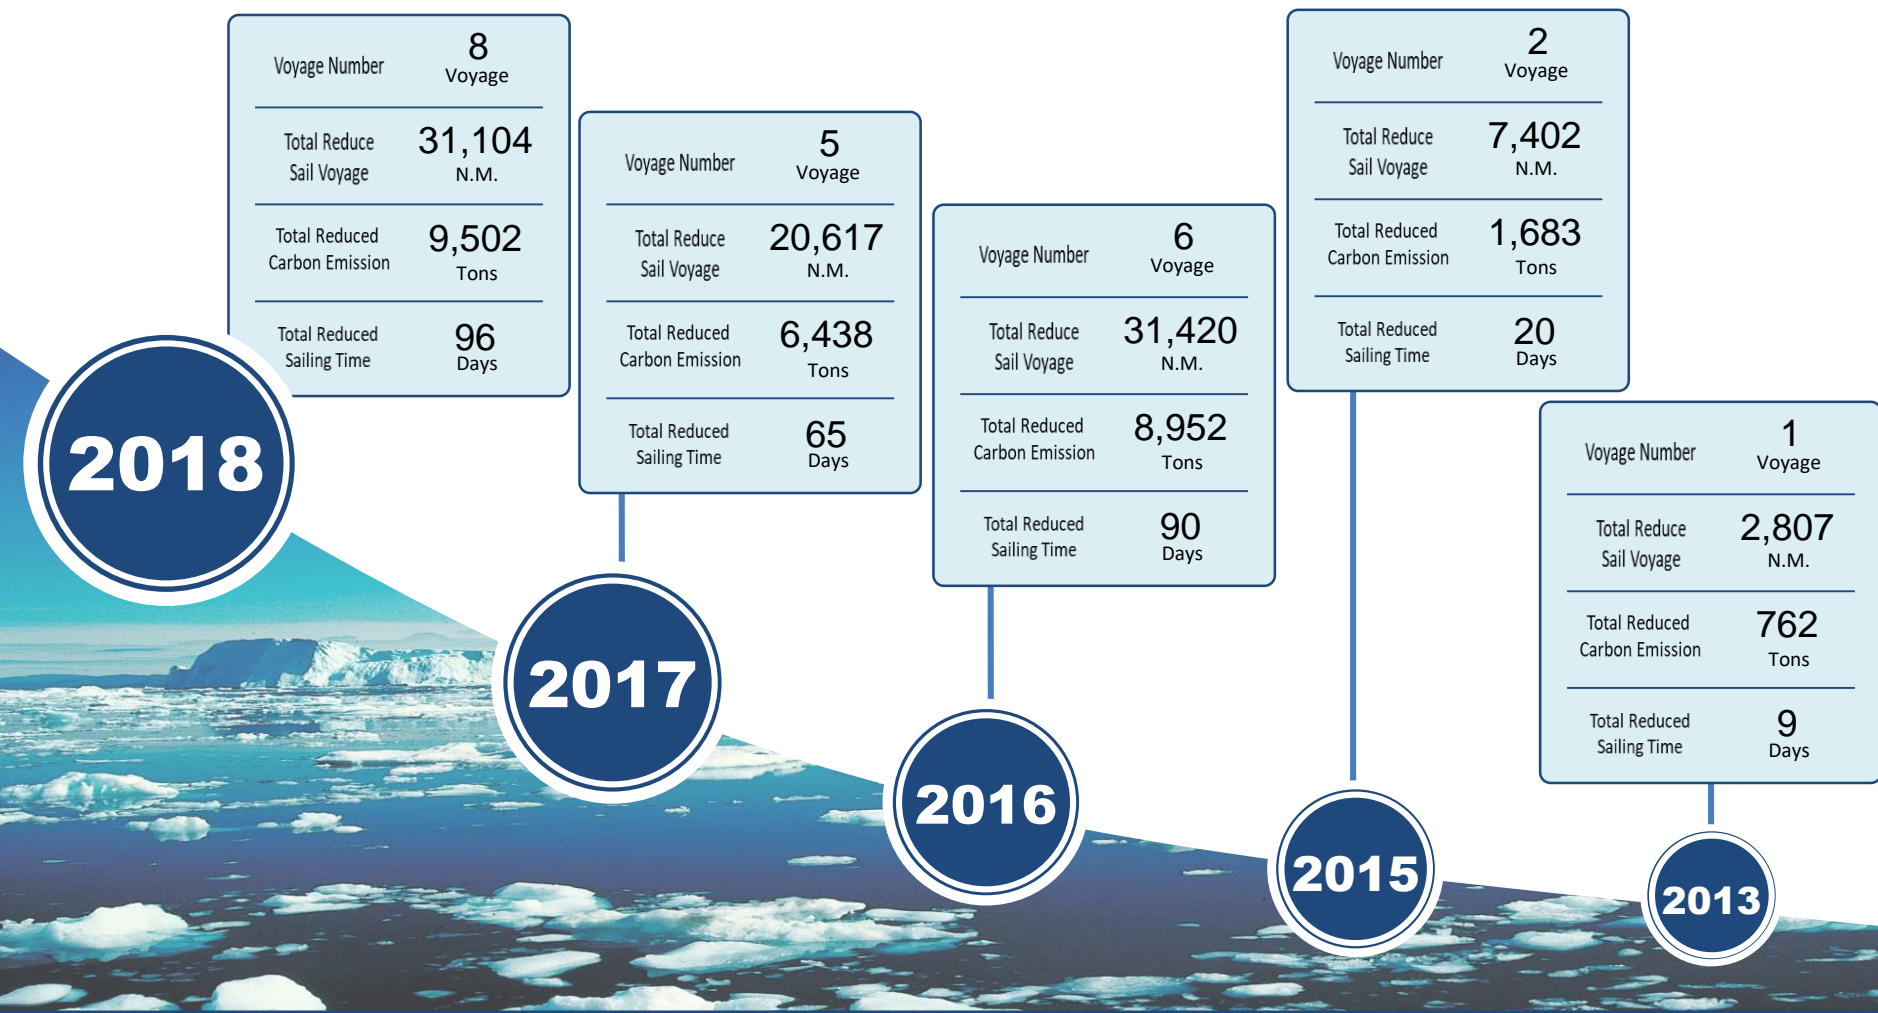 Voyage Number
8
Voyage
Total Reduce
Sail Voyage
31,104
N.M.
Total Reduced
Carbon Emission
9,502
Tons
Total Reduced
Sailing Time
96
Days
2018
Voyage Number
5
Voyage
Total Reduce
Sail Voyage
20,617
N.M.
Total Reduced
Carbon Emission
6,438
Tons
Total Reduced
Sailing Time
65
Days
2017
Voyage Number
6
Voyage
Total Reduce
Sail Voyage
31,420
N.M.
Total Reduced
Carbon Emission
8,952
Tons
Total Reduced
Sailing Time
90
Days
2016
Voyage Number
2
Voyage
Total Reduce
Sail Voyage
7,402
N.M.
Total Reduced
Carbon Emission
1,683
Tons
Total Reduced
Sailing Time
20
Days
2015
Voyage Number
1
Voyage
Total Reduce
Sail Voyage
2,807
N.M.
Total Reduced
Carbon Emission
762
Tons
Total Reduced
Sailing Time
9
Days
2013